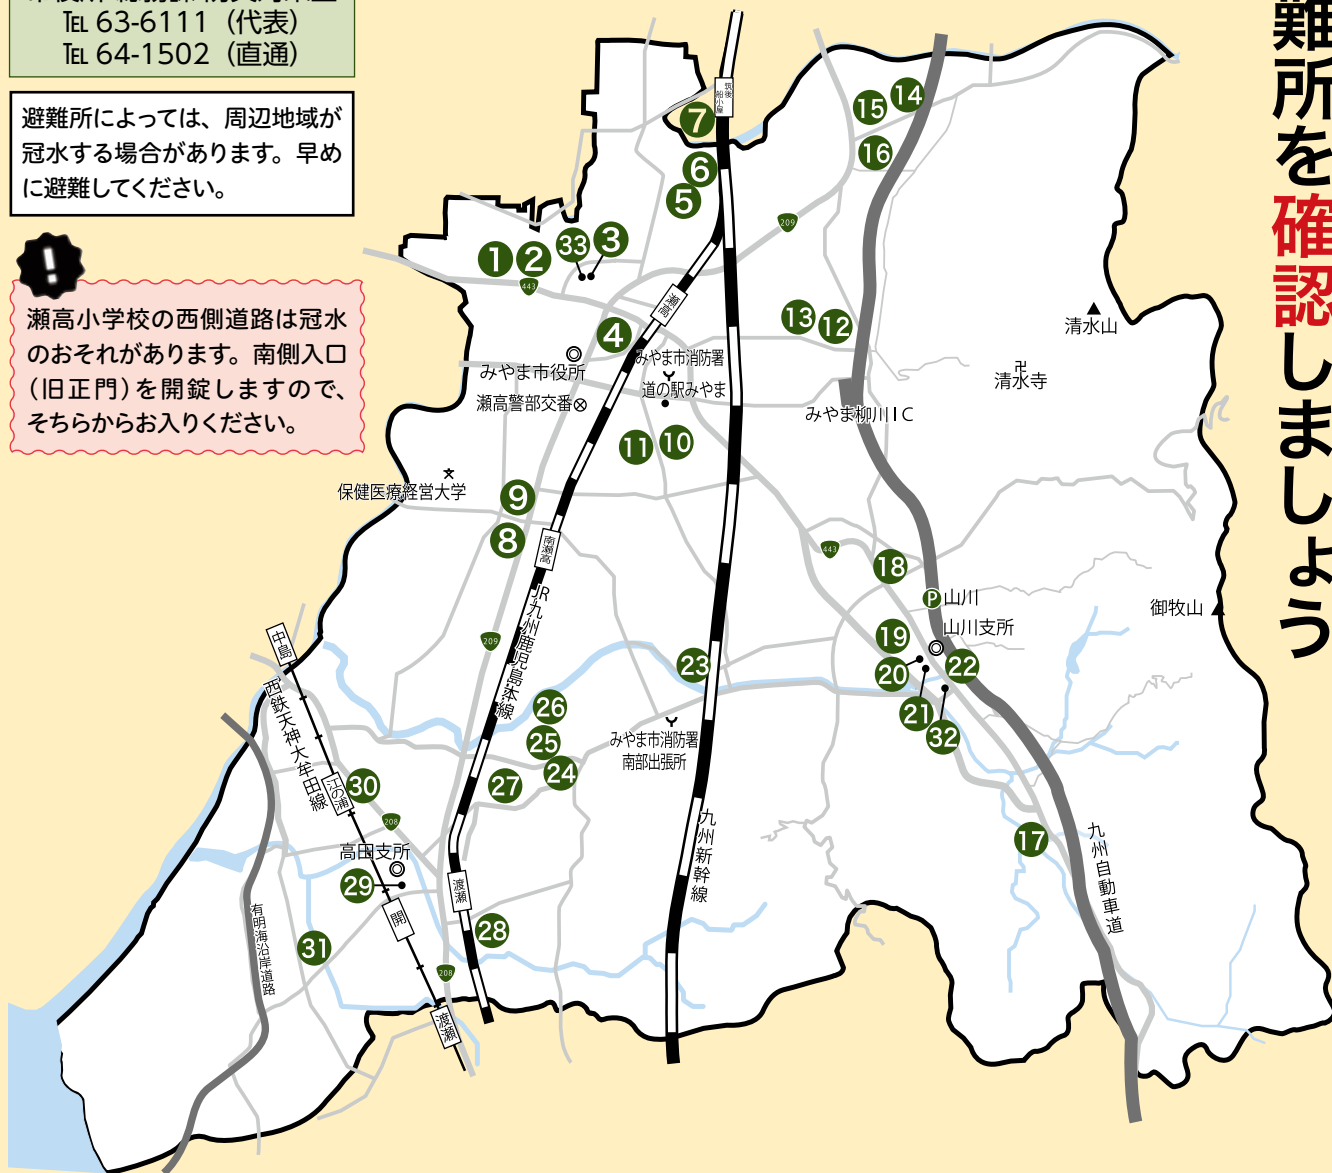 ℡ 63-6111（代表）
℡ 64-1502（直通）
避難所によっては、周辺地域が
冠水する場合があります。早め
に避難してください。
!
瀬高小学校の西側道路は冠水
のおそれがあります。南側入口
（旧正門）を開錠しますので、
そちらからお入りください。
難所を確認しましょう
筑後船小屋
7
14
15
16
6
5
209
33
3
1
2
443
瀬高
13
12
4
清水山
みやま市消防署
みやま市役所
道の駅みやま
清水寺
瀬高警部交番
みやま柳川IC
11
10
保健医療経営大学
9
8
南瀬高
443
18
P
山川
御牧山
山川支所
JR九州鹿児島本線
209
中島
19
20
22
23
21
32
西鉄天神大牟田線
26
25
24
27
みやま市消防署
南部出張所
江の浦
30
208
高田支所
29
九州新幹線
17
九州自動車道
渡瀬
開
28
31
有明海沿岸道路
208
渡瀬